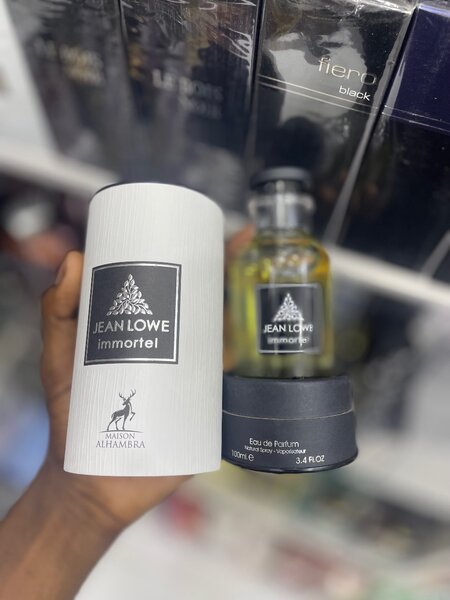 fiero
black
JEAN LOWE
immortel
MAISON
ALHAMBRA
JEAN LOWE
immortel
Eau de Parfum
Natural Spray - Vaporisateur
100ml.e 3.4 FL.OZ